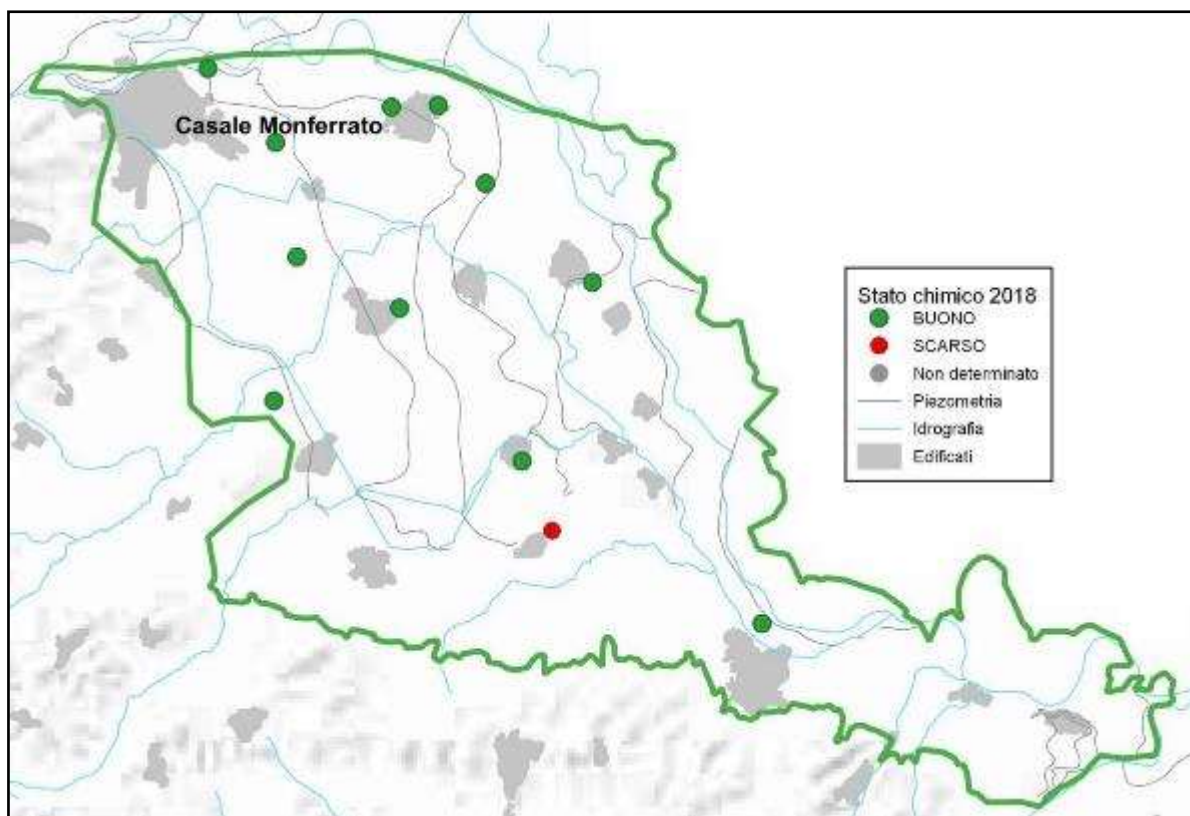 Casale Monferrato
Stato chimico 2018
BUONO
SCARSO
Non determinato
Piezometria
Idrografia
Edificati